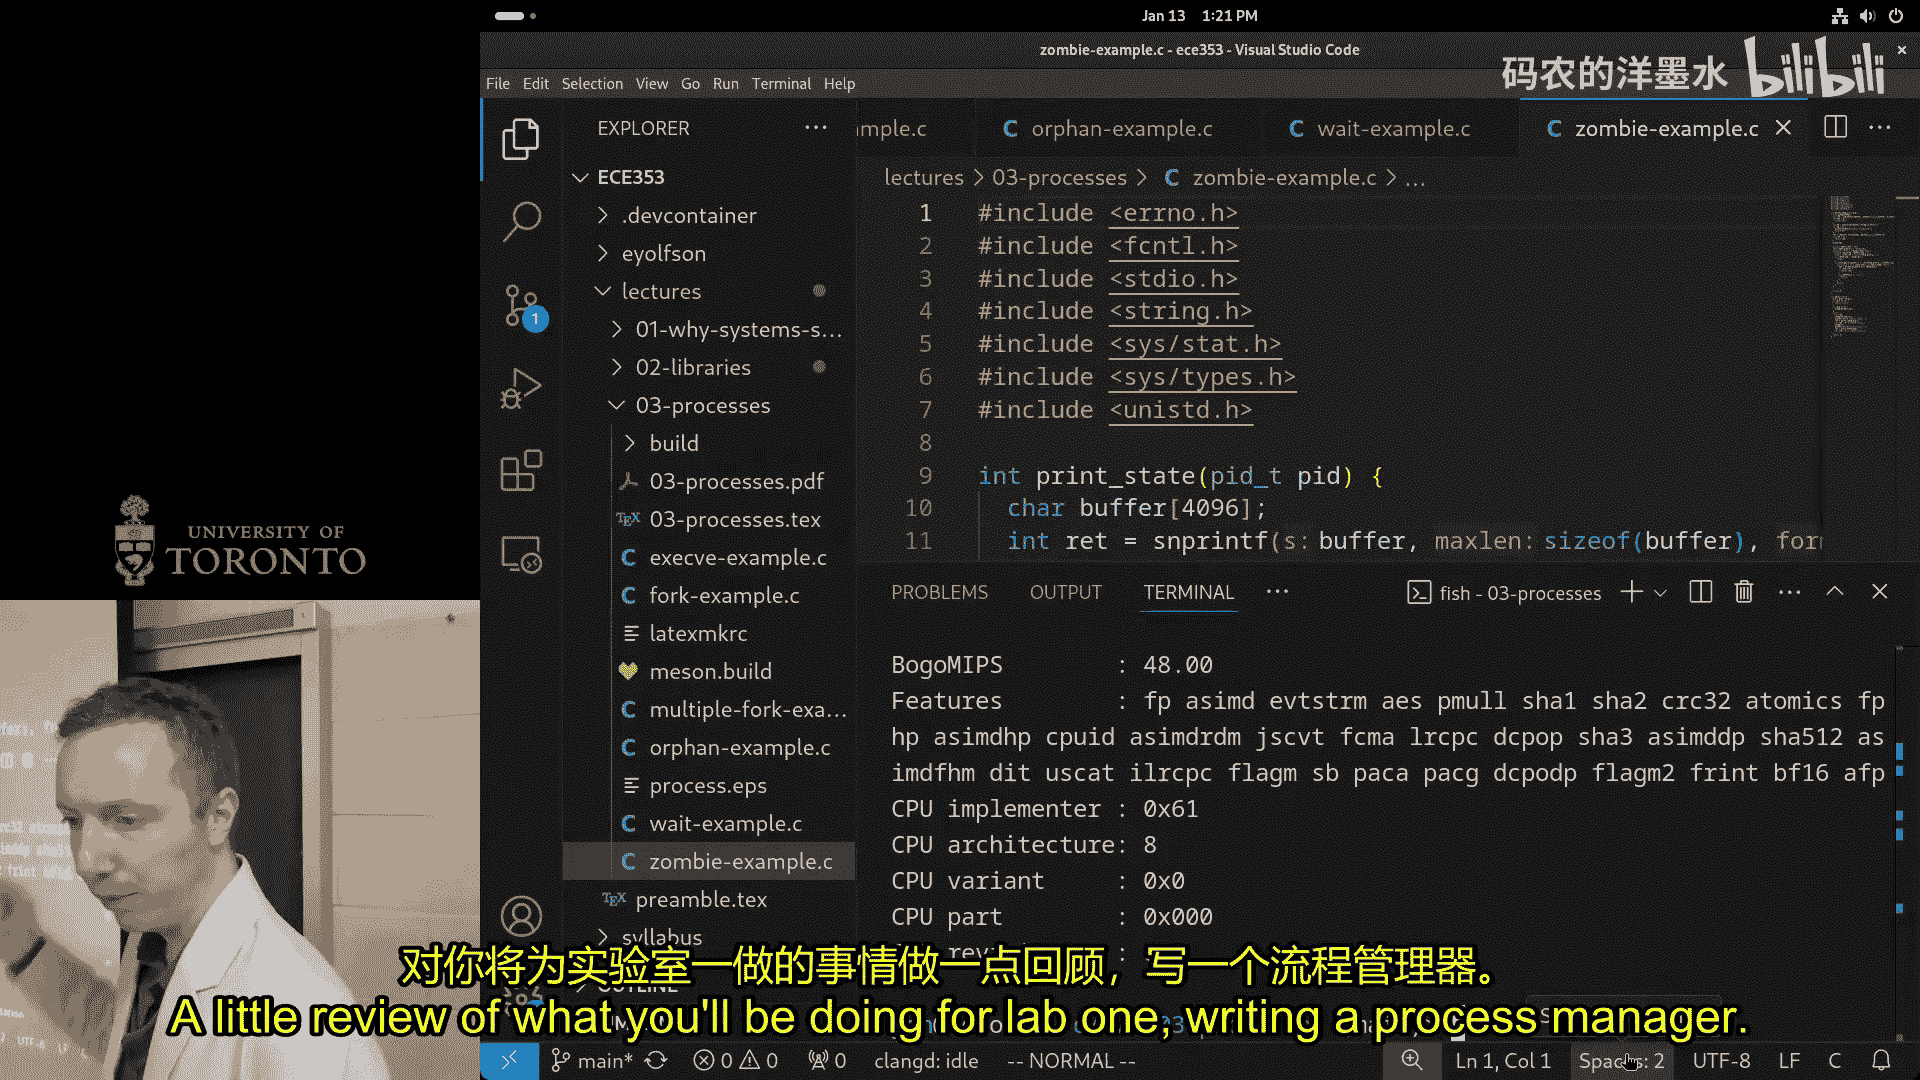 Jan 13 1:21 PM
zombie-example.c - ece353 - Visual Studio Code
码农的洋墨水 bilibili
File Edit Selection View Go Run Terminal Help
EXPLORER
ECE353
.devcontainer
eyolfson
lectures
01-why-systems-s...
02-libraries
03-processes
build
03-processes.pdf
03-processes.tex
execve-example.c
fork-example.c
latexmkrc
meson.build
multiple-fork-exa...
orphan-example.c
process.eps
wait-example.c
zombie-example.c
preamble.tex
syllabus
OUTLINE
mple.c orphan-example.c wait-example.c zombie-example.c
lectures > 03-processes > zombie-example.c > ...
1 #include <errno.h>
2 #include <fcntl.h>
3 #include <stdio.h>
4 #include <string.h>
5 #include <sys/stat.h>
6 #include <sys/types.h>
7 #include <unistd.h>
8
9 int print_state(pid_t pid) {
10 char buffer[4096];
11 int ret = snprintf(s: buffer, maxlen: sizeof(buffer), for
PROBLEMS OUTPUT TERMINAL ... fish - 03-processes
BogoMIPS : 48.00
Features : fp asimd evtstrm aes pmull sha1 sha2 crc32 atomics fp
hp asimdhp cpuid asimdrdm jscvt fcma lrcpc dcpop sha3 asimddp sha512 as
imdfhm dit uscat ilrcpc flagm sb paca pacg dcpodp flagm2 frint bf16 afp
CPU implementer : 0x61
CPU architecture: 8
CPU variant : 0x0
CPU part : 0x000
UNIVERSITY OF
TORONTO
对你将为实验室一做的事情做一点回顾，写一个流程管理器。
A little review of what you'll be doing for lab one, writing a process manager.
main* 0 0 0 clangd: idle -- NORMAL -- Ln 1, Col 1 Spaces: 2 UTF-8 LF C